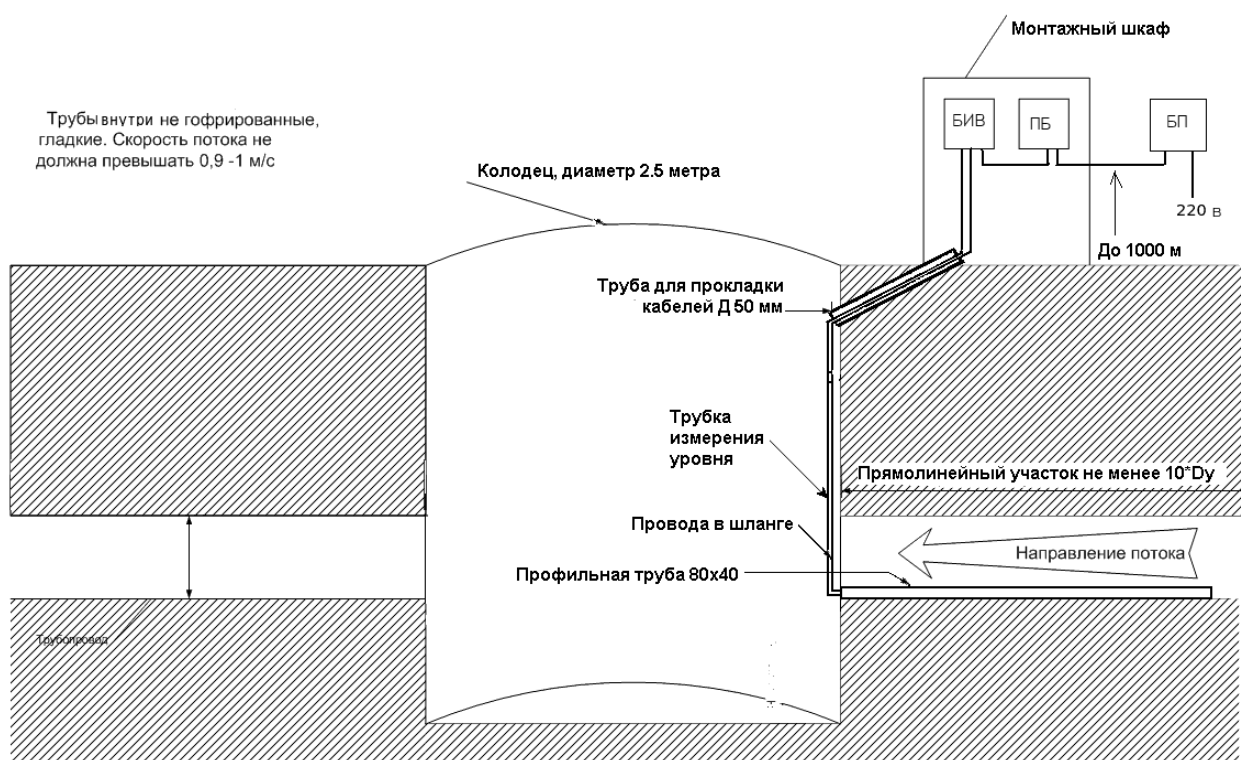 Монтажный шкаф
Трубы внутри не гофрированные,
гладкие. Скорость потока не
должна превышать 0,9 -1 м/с
БИВ
ПБ
БП
Колодец, диаметр 2.5 метра
220 в
До 1000 м
Труба для прокладки
кабелей Д 50 мм
Трубка
измерения
уровня
Прямолинейный участок не менее 10*Dу
Провода в шланге
Направление потока
Профильная труба 80х40
Трубопровод